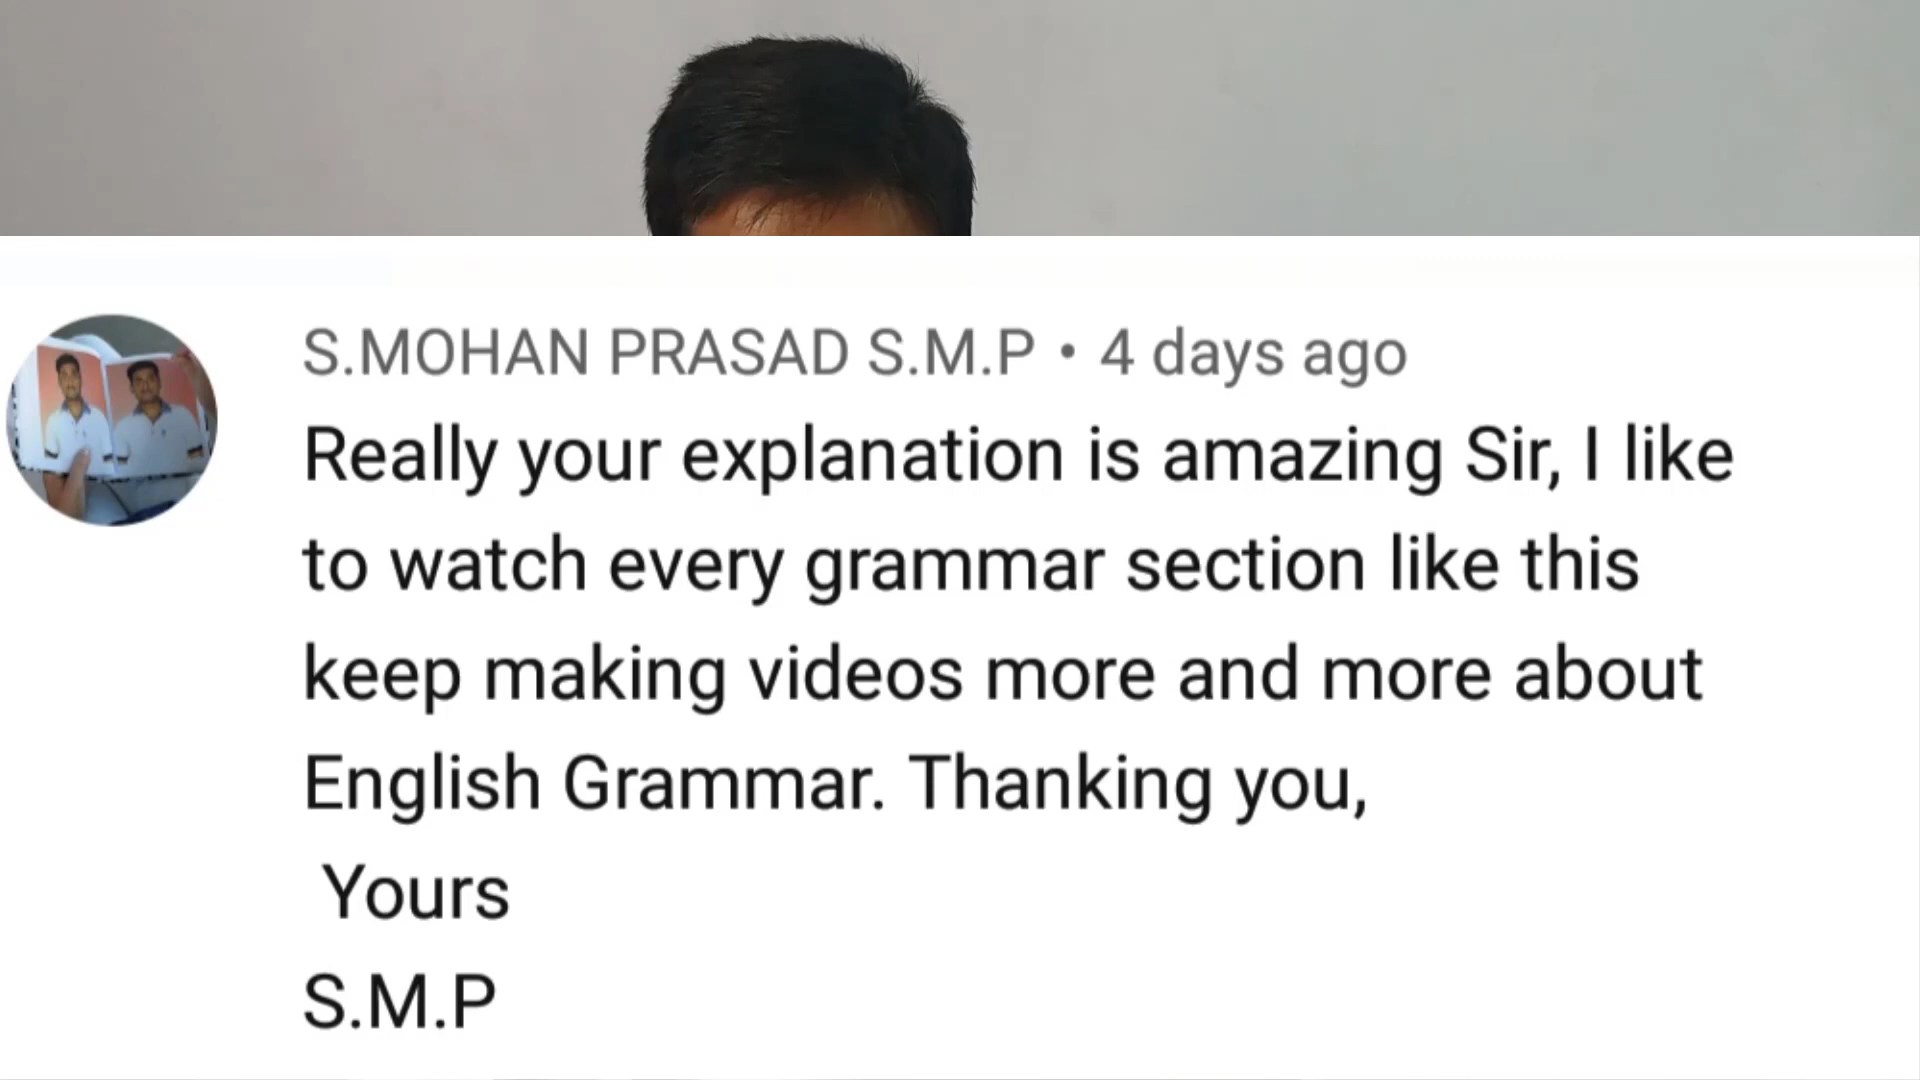 S.MOHAN PRASAD S.M.P • 4 days ago
Really your explanation is amazing Sir, I like
to watch every grammar section like this
keep making videos more and more about
English Grammar. Thanking you,
Yours
S.M.P